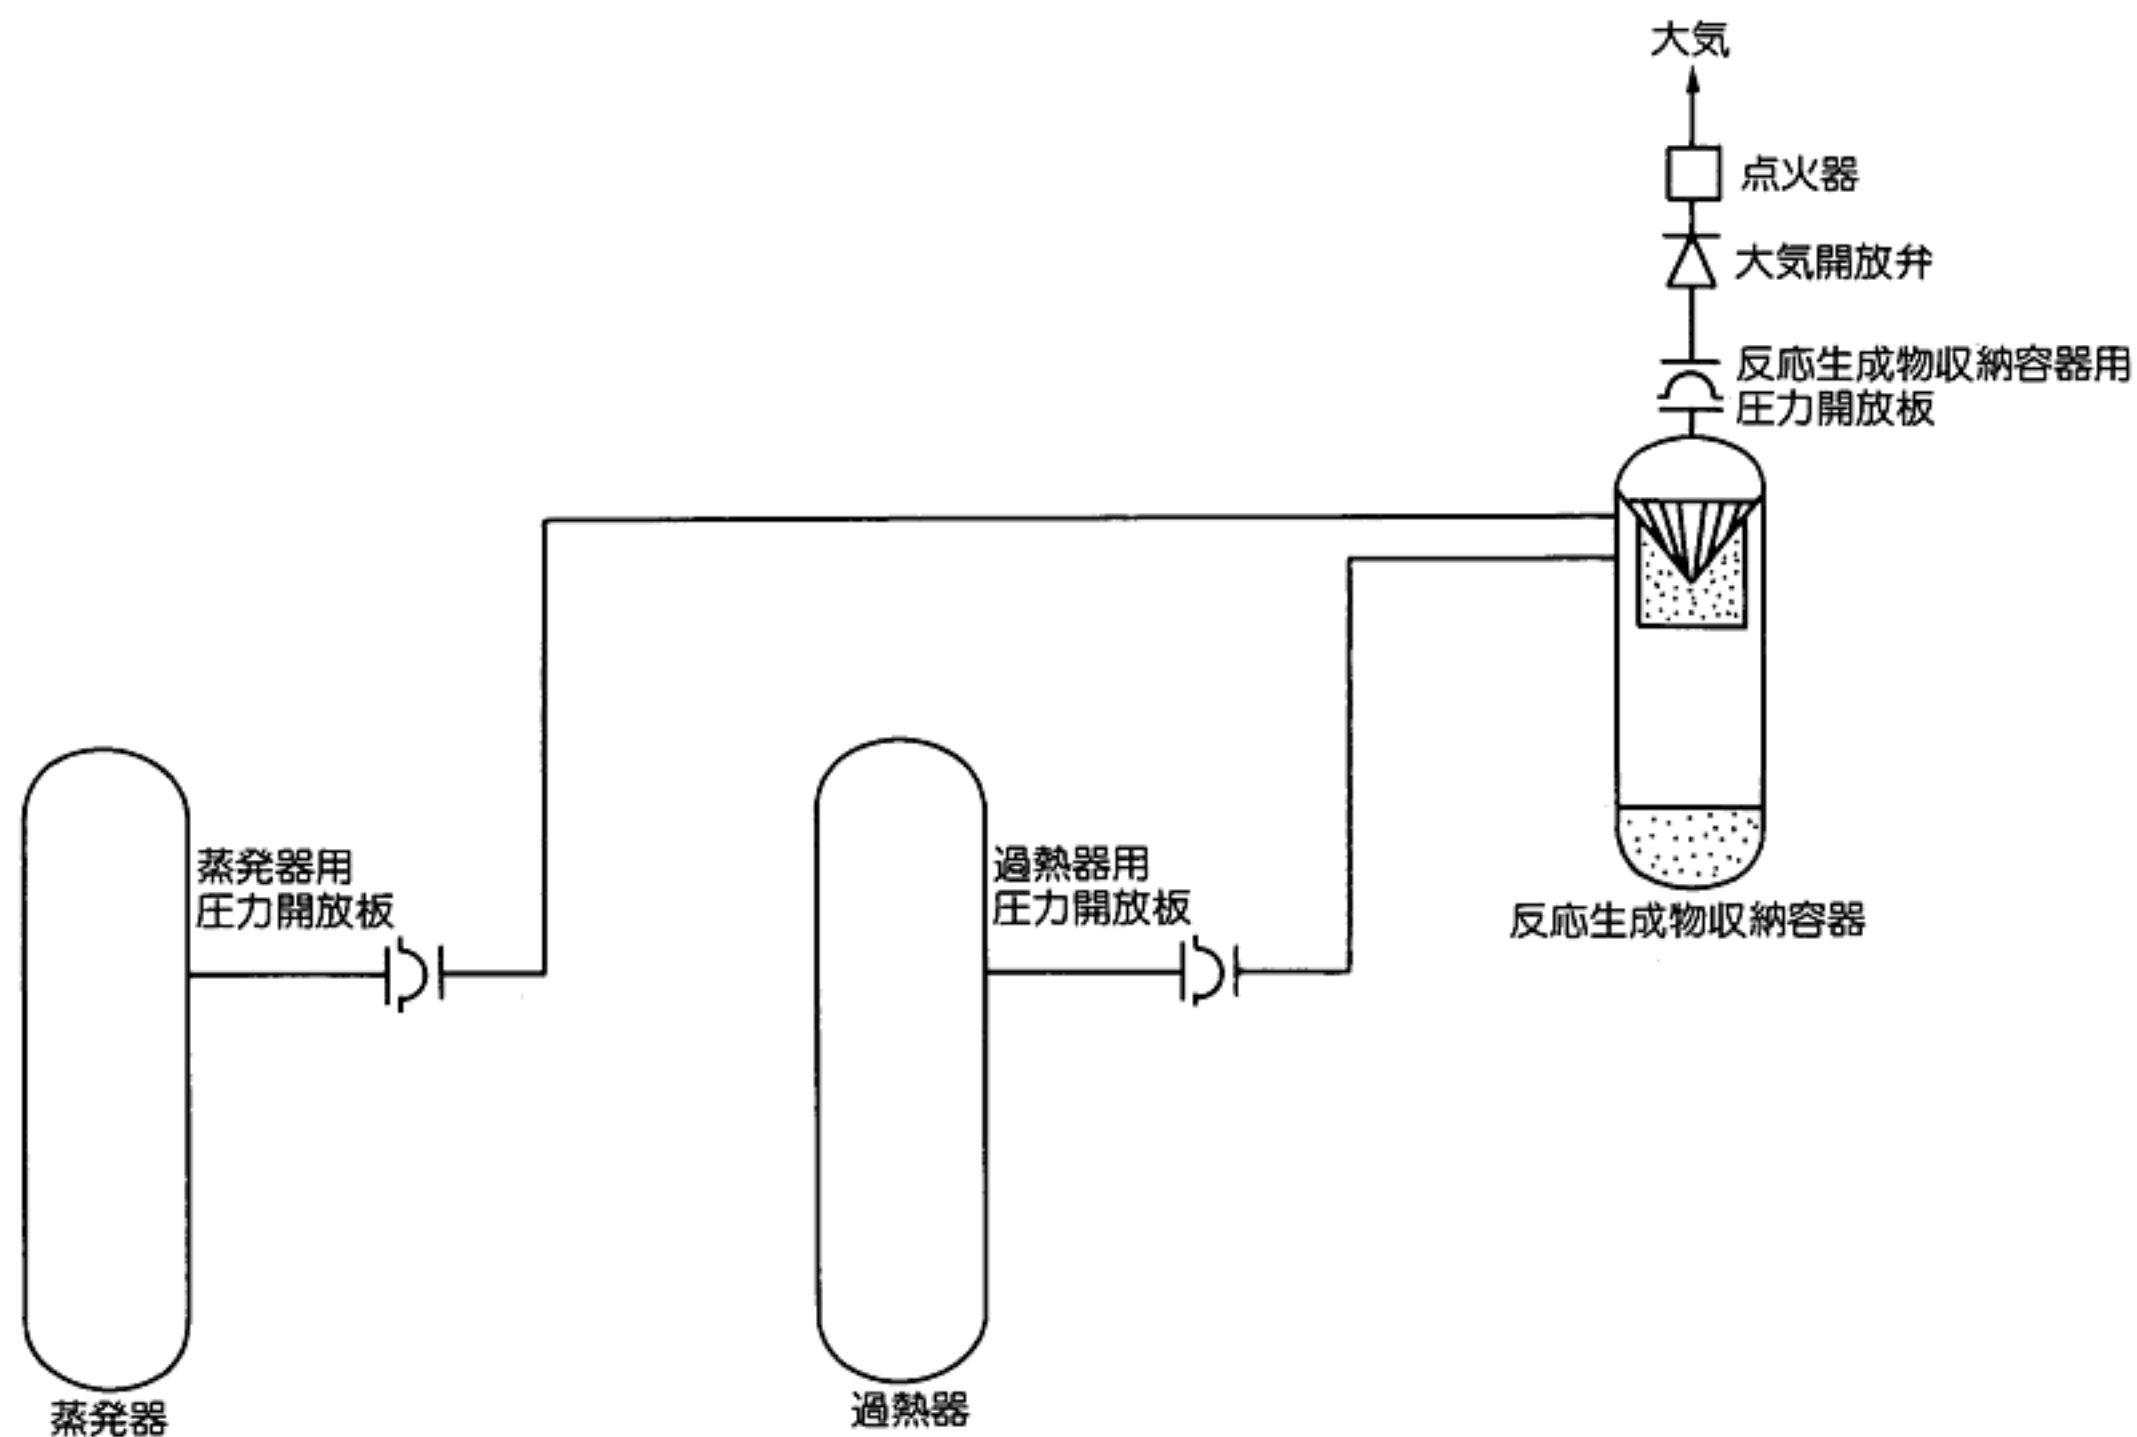 大気
点火器
大気開放弁
反応生成物収納容器用
圧力開放板
蒸発器用
圧力開放板
過熱器用
圧力開放板
反応生成物収納容器
蒸発器
過熱器